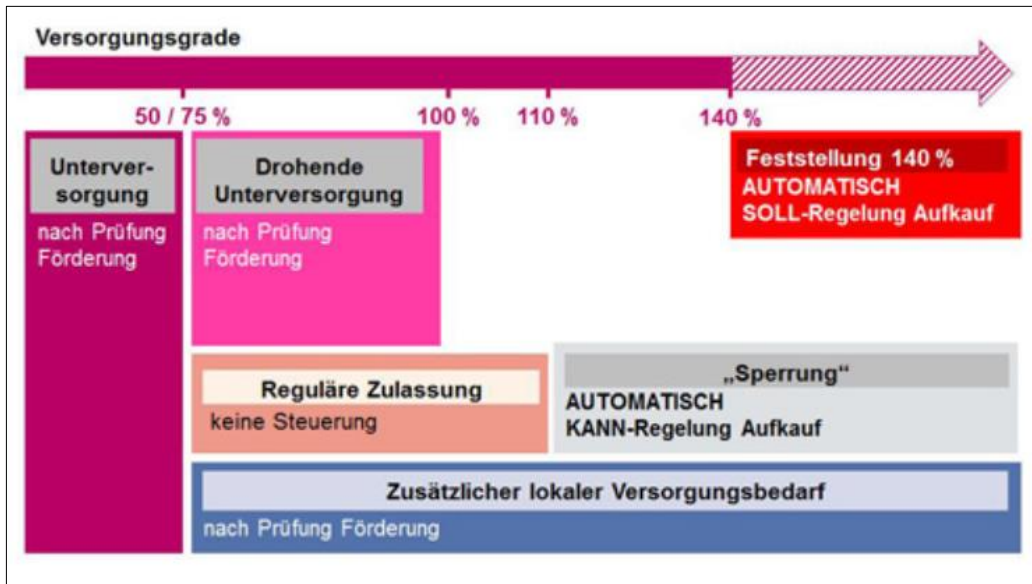 Versorgungsgrade
50 / 75 %
100 %
110 %
140 %
Unterver-
sorgung
nach Prüfung
Förderung
Drohende
Unterversorgung
nach Prüfung
Förderung
Feststellung 140 %
AUTOMATISCH
SOLL-Regelung Aufkauf
Reguläre Zulassung
keine Steuerung
„Sperrung“
AUTOMATISCH
KANN-Regelung Aufkauf
Zusätzlicher lokaler Versorgungsbedarf
nach Prüfung Förderung